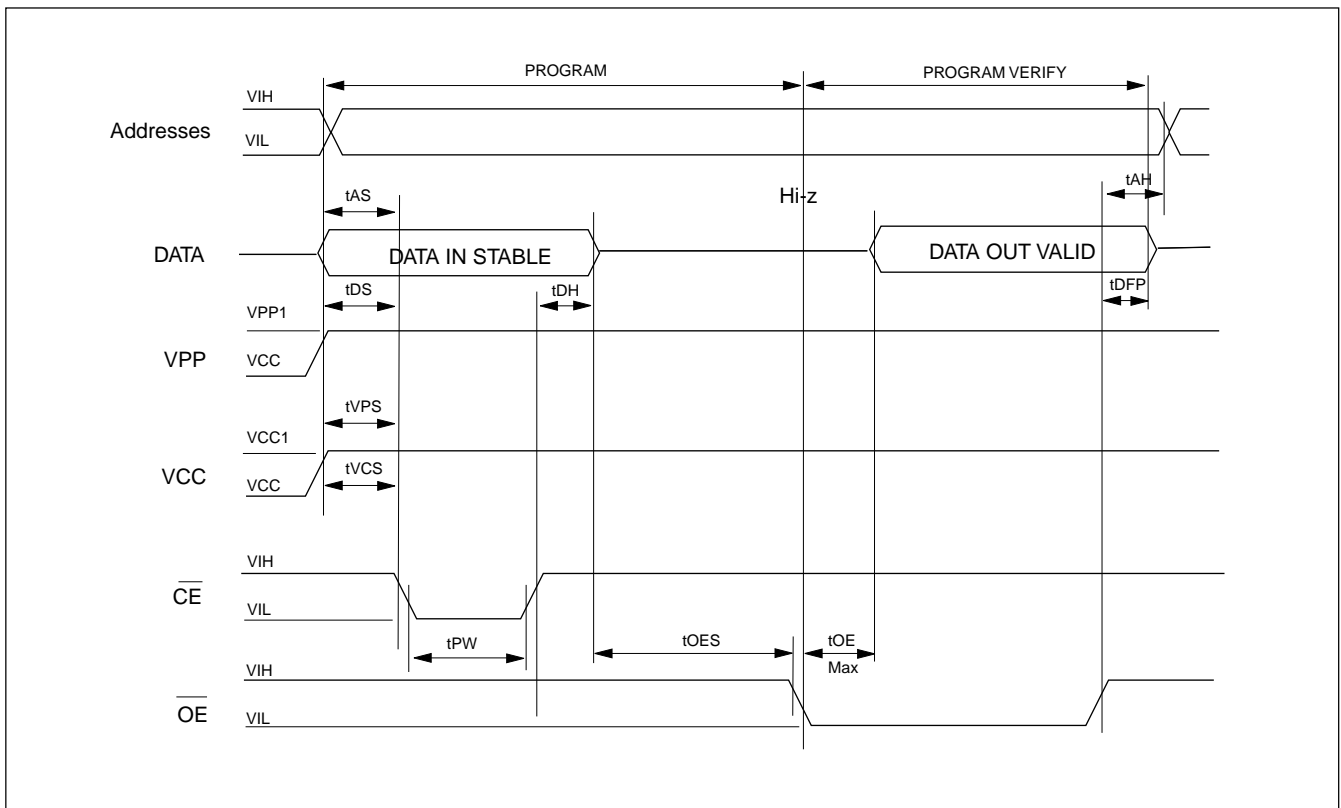 PROGRAM
PROGRAM VERIFY
VIH
Addresses
VIL
tAS
Hi-z
tAH
DATA
DATA IN STABLE
DATA OUT VALID
tDS
tDH
tDFP
VPP1
VPP
VCC
tVPS
VCC1
VCC
tVCS
VCC
VIH
CE
VIL
tPW
tOES
tOE
Max
VIH
OE
VIL